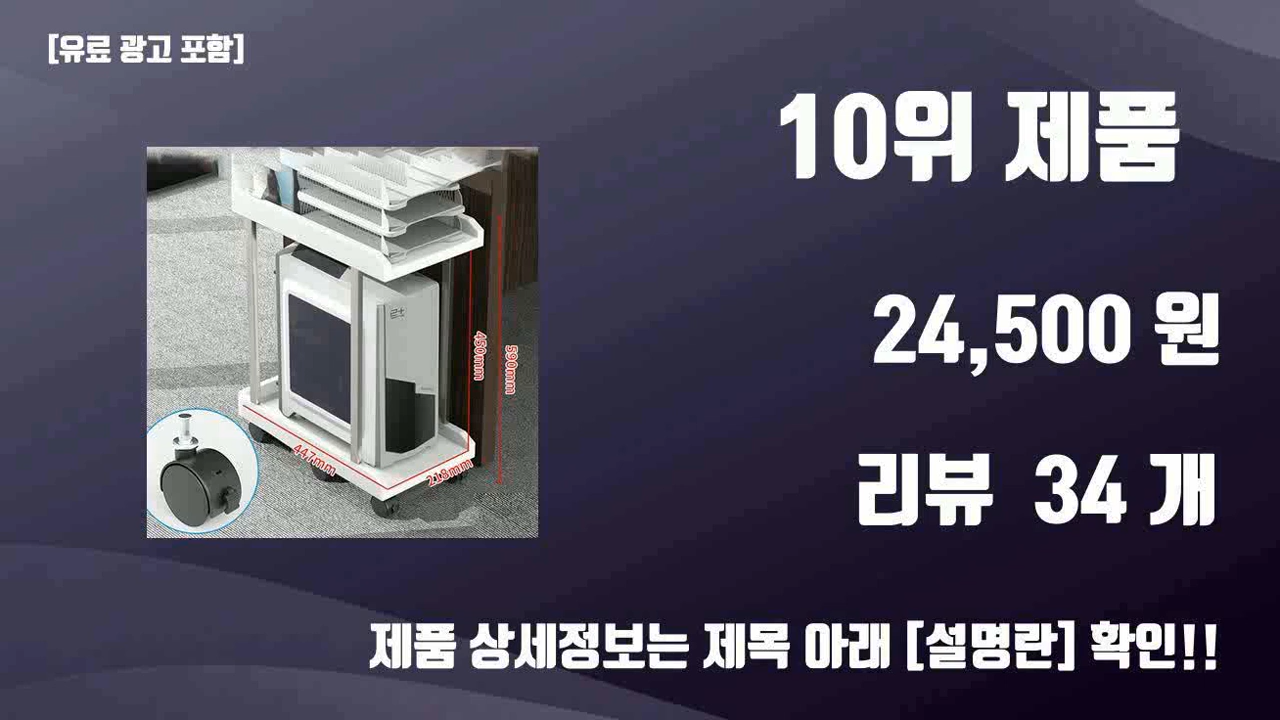 [유료 광고 포함]
10위 제품
24,500 원
리뷰 34 개
450mm
590mm
447mm
218mm
제품 상세정보는 제목 아래 [설명란] 확인!!